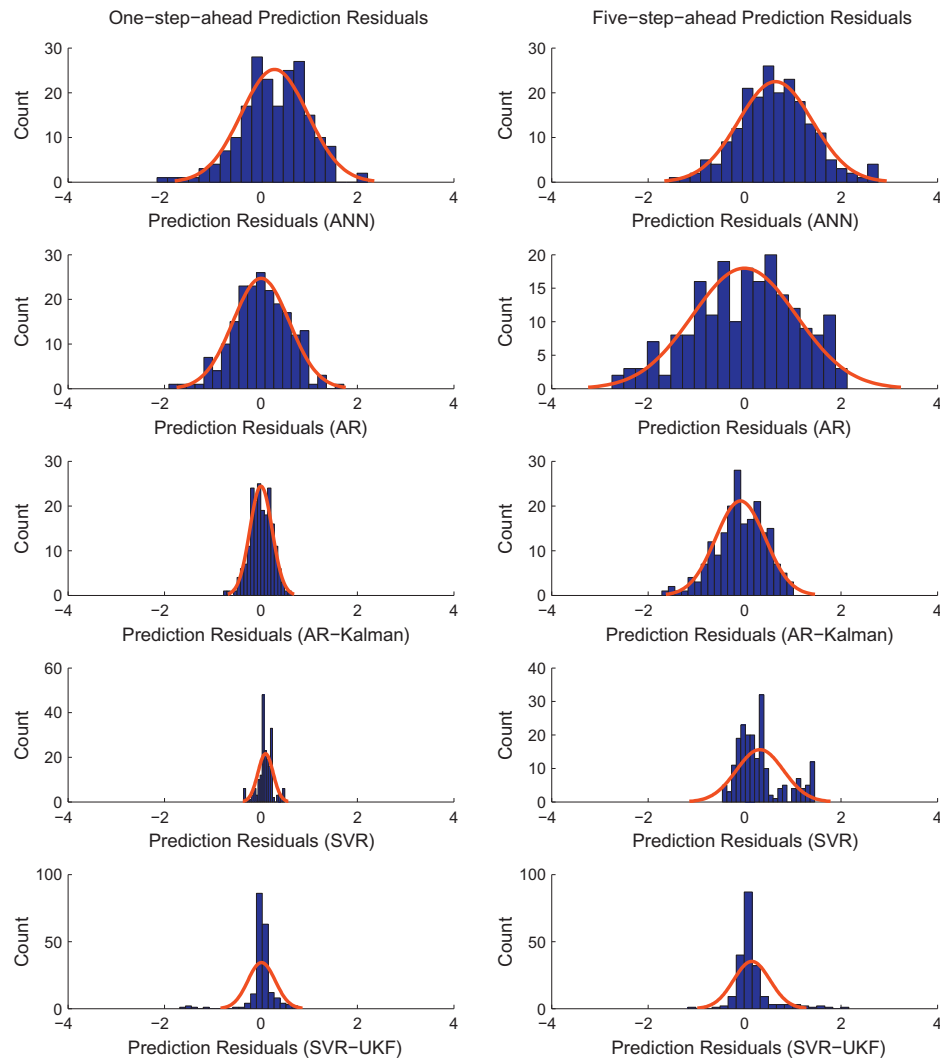 One−step−ahead Prediction Residuals
Five−step−ahead Prediction Residuals
30
20
10
0
Count
−4 −2 0 2 4
Prediction Residuals (ANN)
30
20
10
0
Count
−4 −2 0 2 4
Prediction Residuals (ANN)
30
20
10
0
Count
−4 −2 0 2 4
Prediction Residuals (AR)
20
15
10
5
0
Count
−4 −2 0 2 4
Prediction Residuals (AR)
30
20
10
0
Count
−4 −2 0 2 4
Prediction Residuals (AR−Kalman)
30
20
10
0
Count
−4 −2 0 2 4
Prediction Residuals (AR−Kalman)
60
40
20
0
Count
−4 −2 0 2 4
Prediction Residuals (SVR)
40
30
20
10
0
Count
−4 −2 0 2 4
Prediction Residuals (SVR)
100
50
0
Count
−4 −2 0 2 4
Prediction Residuals (SVR−UKF)
100
50
0
Count
−4 −2 0 2 4
Prediction Residuals (SVR−UKF)